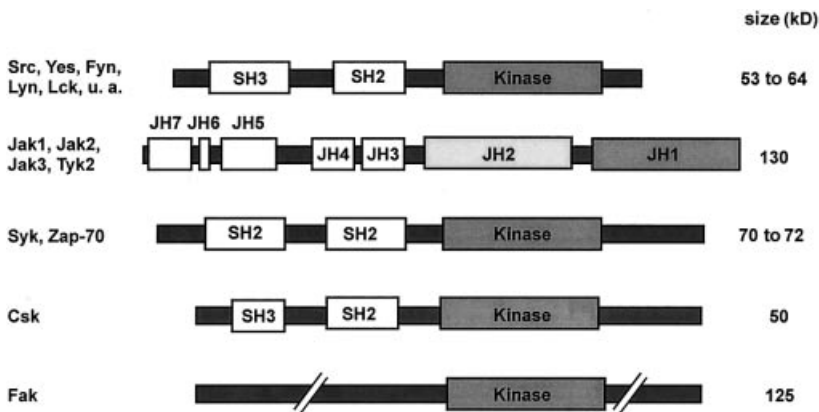 size (kD)
Src, Yes, Fyn,
Lyn, Lck, u. a.
SH3 SH2 Kinase
53 to 64
JH7 JH6 JH5
Jak1, Jak2,
Jak3, Tyk2
JH4 JH3 JH2 JH1
130
Syk, Zap-70
SH2 SH2 Kinase
70 to 72
Csk
SH3 SH2 Kinase
50
Fak
Kinase
125